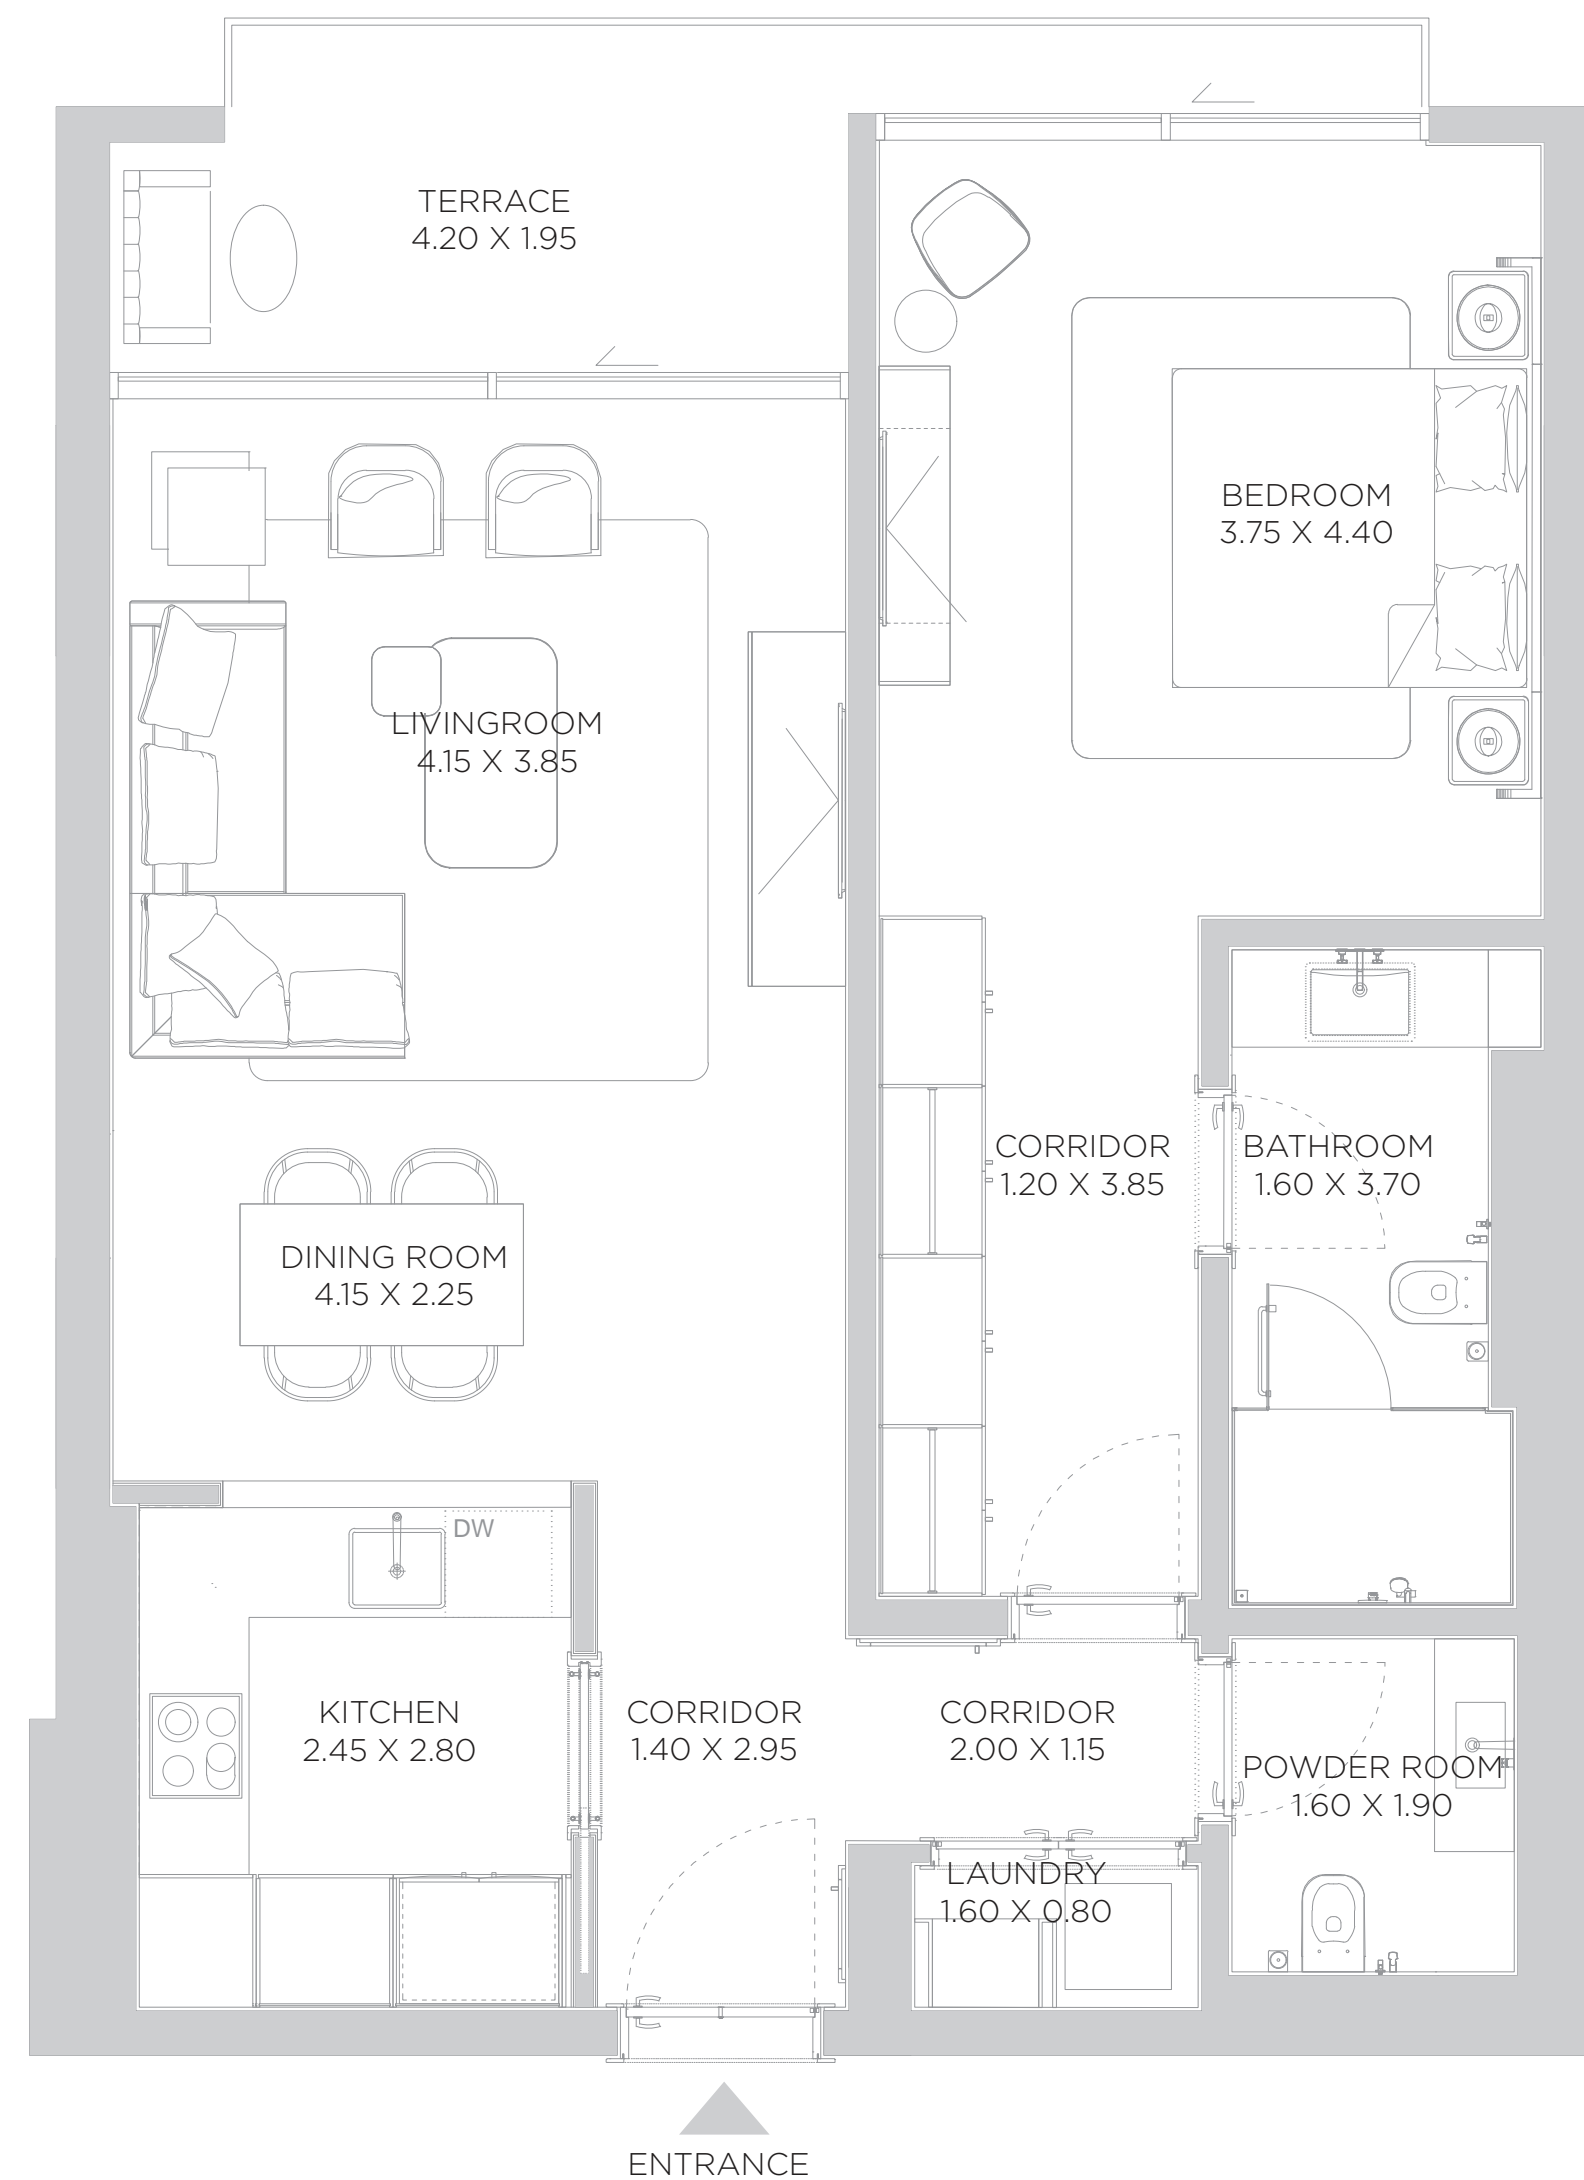 TERRACE
4.20 X 1.95
BEDROOM
3.75 X 4.40
LIVINGROOM
4.15 X 3.85
CORRIDOR
1.20 X 3.85
BATHROOM
1.60 X 3.70
DINING ROOM
4.15 X 2.25
DW
KITCHEN
2.45 X 2.80
CORRIDOR
1.40 X 2.95
CORRIDOR
2.00 X 1.15
POWDER ROOM
1.60 X 1.90
LAUNDRY
1.60 X 0.80
ENTRANCE